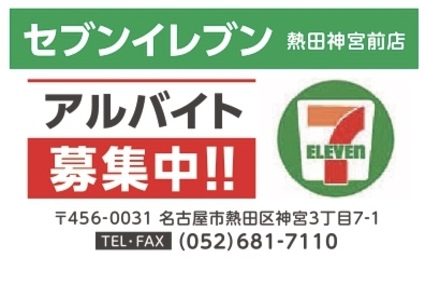 セブンイレブン 熱田神宮前店
アルバイト
募集中!!
7
ELEVEN
〒456-0031 名古屋市熱田区神宮3丁目7-1
TEL・FAX (052)681-7110